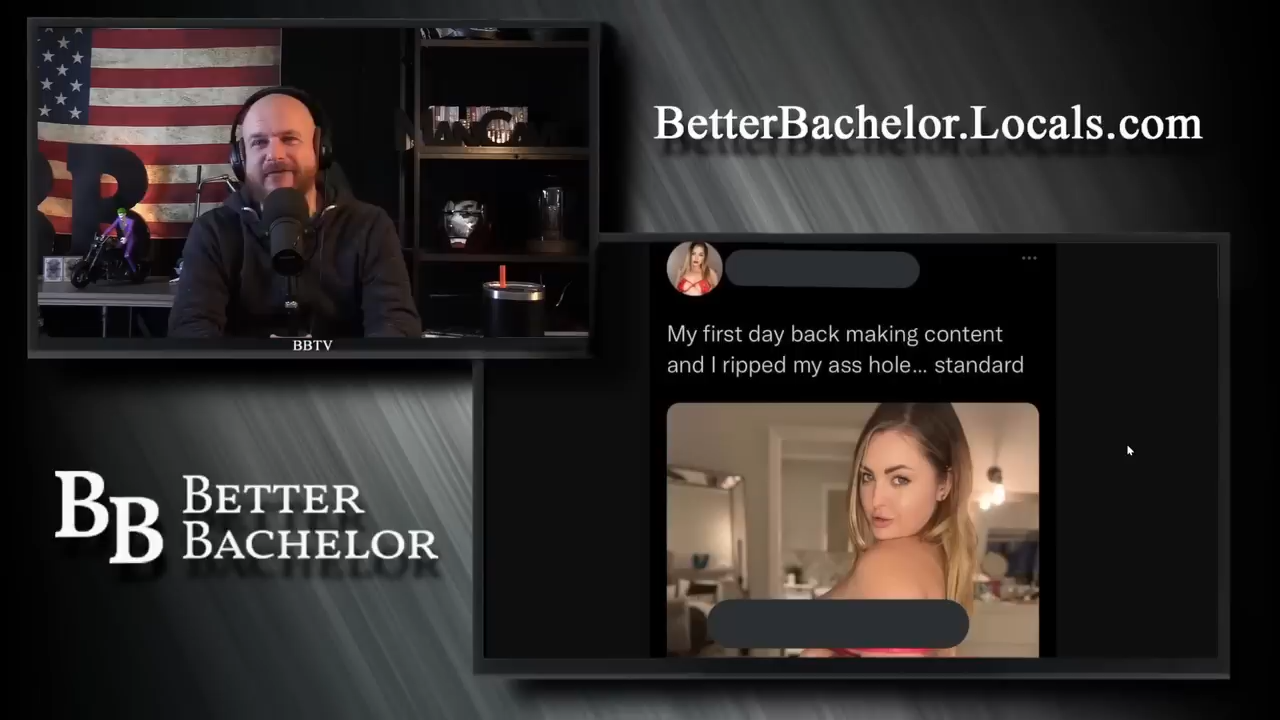 BetterBachelor.Locals.com
BBTV
My first day back making content
and I ripped my ass hole... standard
BB
BETTER
BACHELOR